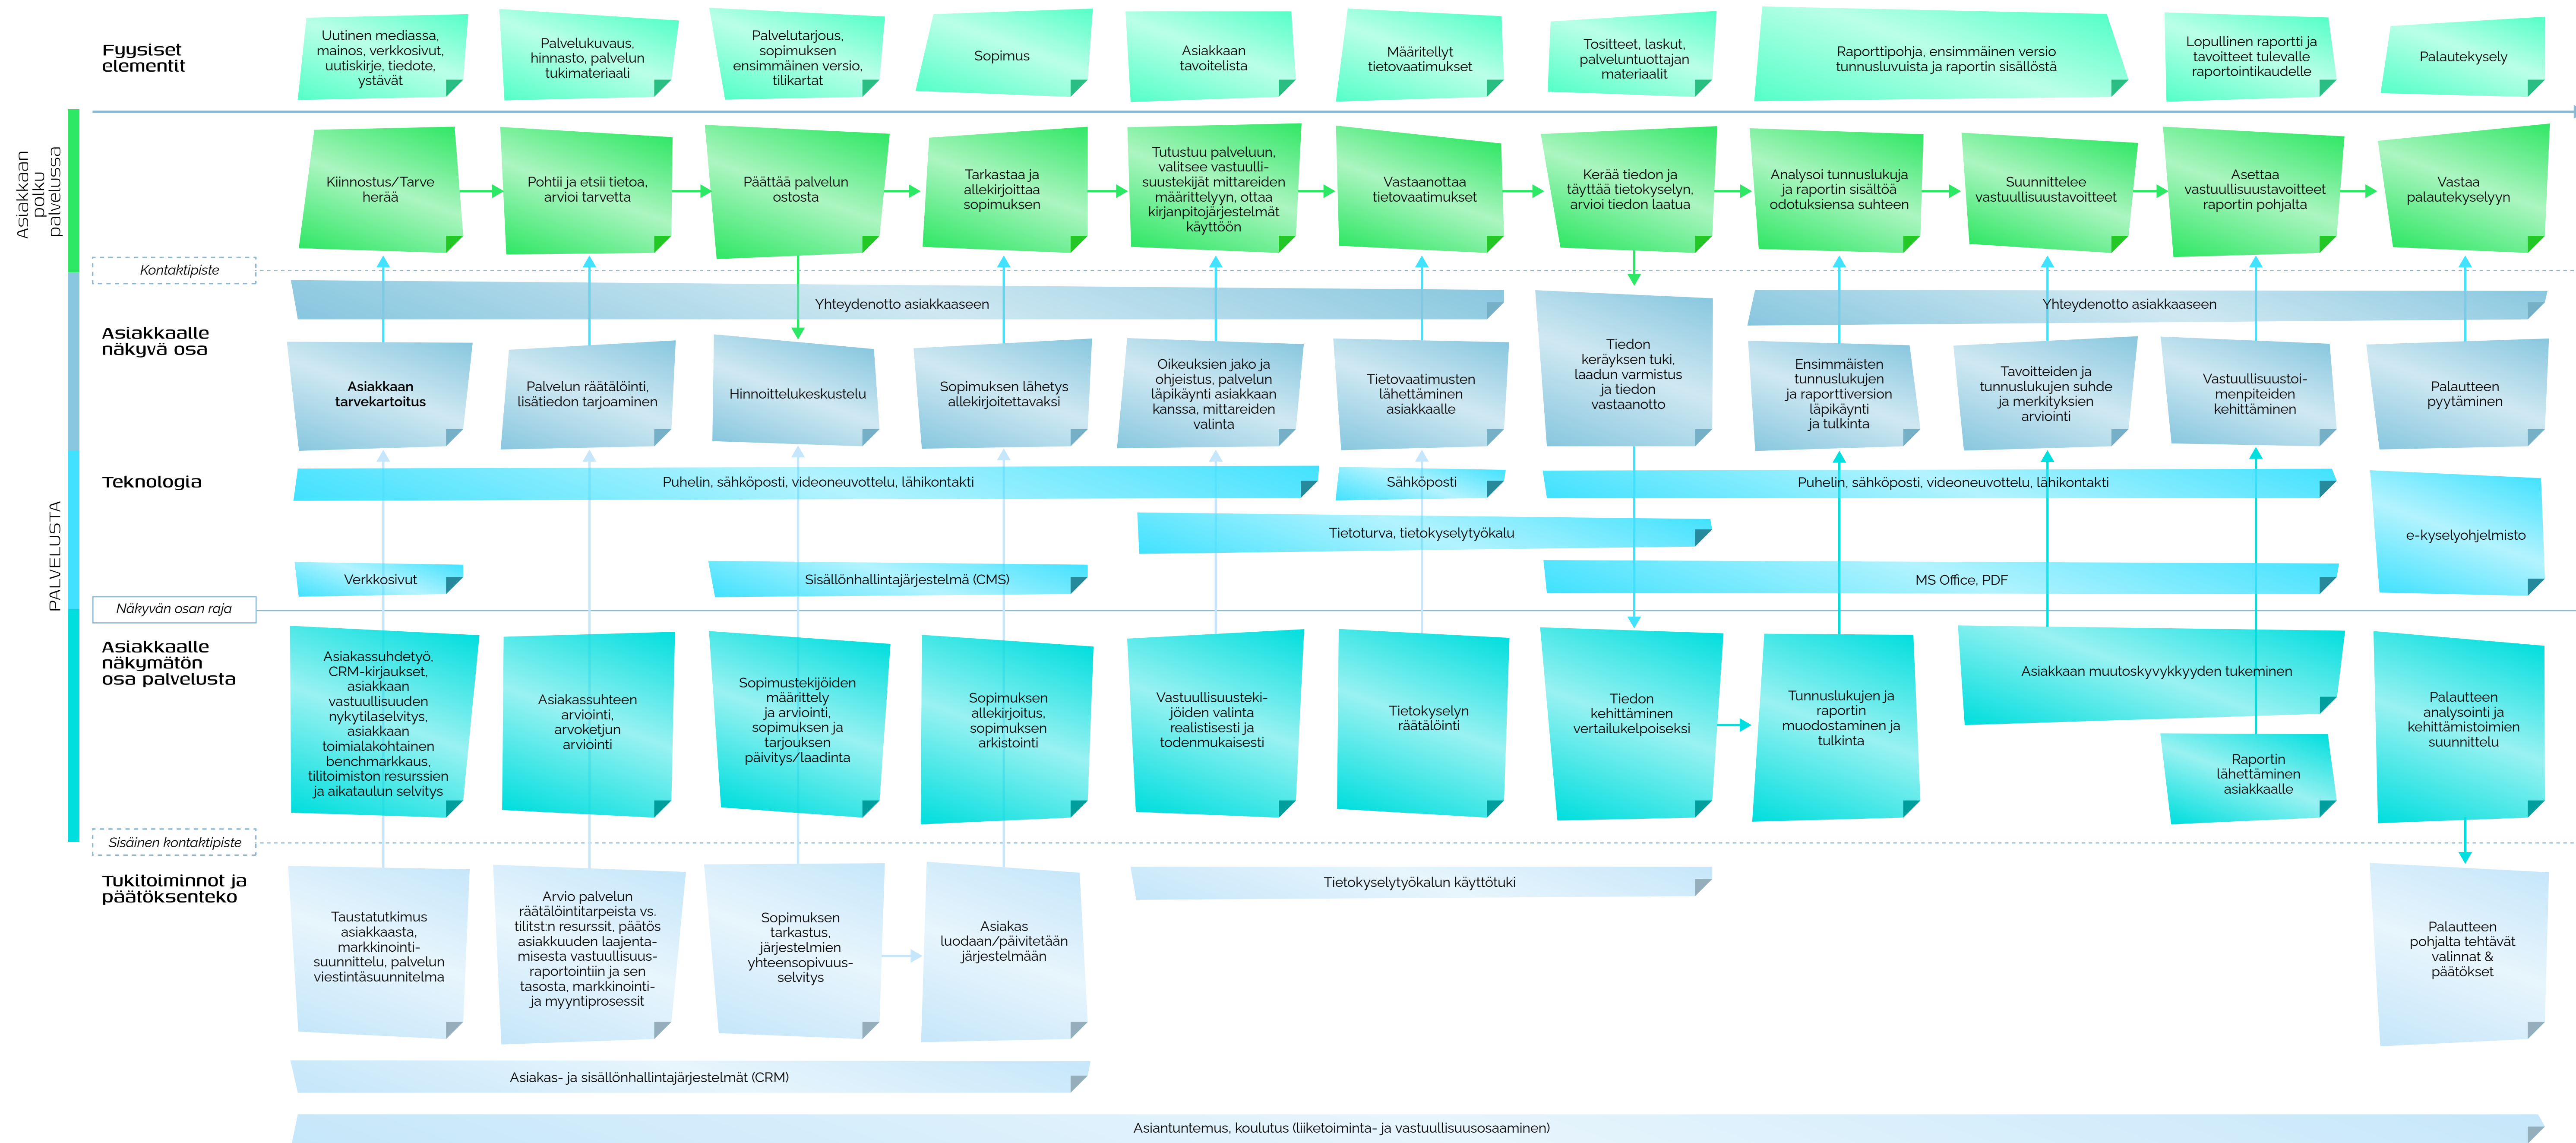 Fyysiset
elementit
Uutinen mediassa,
mainos, verkkosivut,
uutiskirje, tiedote,
ystävät
Palvelukuvaus,
hinnasto, palvelun
tukimateriaali
Palvelutarjous,
sopimuksen
ensimmäinen versio,
tilikartat
Sopimus
Asiakkaan
tavoitelista
Määritellyt
tietovaatimukset
Tositteet, laskut,
palveluntuottajan
materiaalit
Raporttipohja, ensimmäinen versio
tunnusluvuista ja raportin sisällöstä
Lopullinen raportti ja
tavoitteet tulevalle
raportointikaudelle
Palautekysely
Asiakkaan
polku
palvelussa
Kiinnostus/Tarve
herää
Pohtii ja etsii tietoa,
arvioi tarvetta
Päättää palvelun
ostosta
Tarkastaa ja
allekirjoittaa
sopimuksen
Tutustuu palveluun,
valitsee vastuulli-
suustekijät mittareiden
määrittelyyn, ottaa
kirjanpitojärjestelmät
käyttöön
Vastaanottaa
tietovaatimukset
Kerää tiedon ja
täyttää tietokyselyn,
arvioi tiedon laatua
Analysoi tunnuslukuja
ja raportin sisältöä
odotuksiensa suhteen
Suunnittelee
vastuullisuustavoitteet
Asettaa
vastuullisuustavoitteet
raportin pohjalta
Vastaa
palautekyselyyn
Kontaktipiste
PALVELUSTA
Asiakkaalle
näkyvä osa
Yhteydenotto asiakkaaseen
Yhteydenotto asiakkaaseen
Asiakkaan
tarvekartoitus
Palvelun räätälöinti,
lisätiedon tarjoaminen
Hinnoittelukeskustelu
Sopimuksen lähetys
allekirjoitettavaksi
Oikeuksien jako ja
ohjeistus, palvelun
läpikäynti asiakkaan
kanssa, mittareiden
valinta
Tietovaatimusten
lähettäminen
asiakkaalle
Tiedon
keräyksen tuki,
laadun varmistus
ja tiedon
vastaanotto
Ensimmäisten
tunnuslukujen
ja raporttiversion
läpikäynti
ja tulkinta
Tavoitteiden ja
tunnuslukujen suhde
ja merkityksien
arviointi
Vastuullisuustoi-
menpiteiden
kehittäminen
Palautteen
pyytäminen
Teknologia
Puhelin, sähköposti, videoneuvottelu, lähikontakti
Sähköposti
Puhelin, sähköposti, videoneuvottelu, lähikontakti
Tietoturva, tietokyselytyökalu
e-kyselyohjelmisto
Verkkosivut
Sisällönhallintajärjestelmä (CMS)
MS Office, PDF
Näkyvän osan raja
Asiakkaalle
näkymätön
osa palvelusta
Asiakassuhdetyö,
CRM-kirjaukset,
asiakkaan
vastuullisuuden
nykytilaselvitys,
asiakkaan
toimialakohtainen
benchmarkkaus,
tilitoimiston resurssien
ja aikataulun selvitys
Asiakassuhteen
arviointi,
arvoketjun
arviointi
Sopimustekijöiden
määrittely
ja arviointi,
sopimuksen ja
tarjouksen
päivitys/laadinta
Sopimuksen
allekirjoitus,
sopimuksen
arkistointi
Vastuullisuusteki-
jöiden valinta
realistisesti ja
todenmukaisesti
Tietokyselyn
räätälöinti
Tiedon
kehittäminen
vertailukelpoiseksi
Tunnuslukujen ja
raportin
muodostaminen ja
tulkinta
Asiakkaan muutoskyvykkyyden tukeminen
Raportin
lähettäminen
asiakkaalle
Palautteen
analysointi ja
kehittämistoimien
suunnittelu
Sisäinen kontaktipiste
Tukitoiminnot ja
päätöksenteko
Taustatutkimus
asiakkaasta,
markkinointi-
suunnittelu, palvelun
viestintäsuunnitelma
Arvio palvelun
räätälöintitarpeista vs.
tilitst:n resurssit, päätös
asiakkuuden laajenta-
misesta vastuullisuus-
raportointiin ja sen
tasosta, markkinointi-
ja myyntiprosessit
Sopimuksen
tarkastus,
järjestelmien
yhteensopivuus-
selvitys
Asiakas
luodaan/päivitetään
järjestelmään
Tietokyselytyökalun käyttötuki
Palautteen
pohjalta tehtävät
valinnat &
päätökset
Asiakas- ja sisällönhallintajärjestelmät (CRM)
Asiantuntemus, koulutus (liiketoiminta- ja vastuullisuusosaaminen)